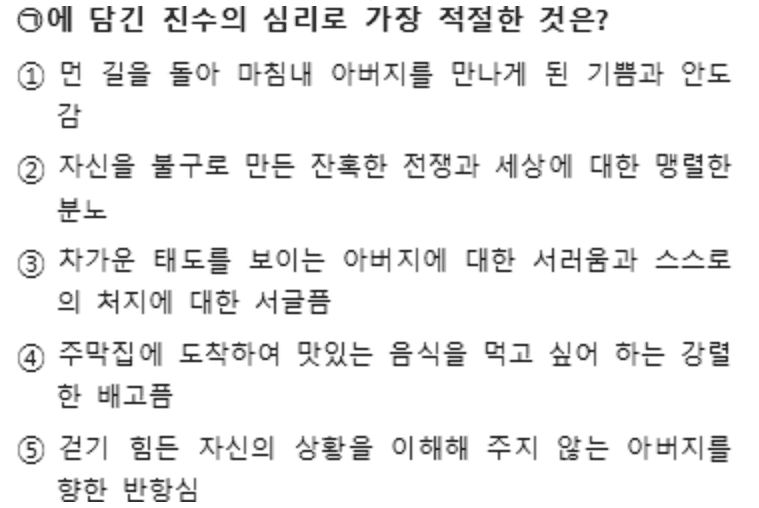 ㉠에 담긴 진수의 심리로 가장 적절한 것은?
① 먼 길을 돌아 마침내 아버지를 만나게 된 기쁨과 안도
감
② 자신을 불구로 만든 잔혹한 전쟁과 세상에 대한 맹렬한
분노
③ 차가운 태도를 보이는 아버지에 대한 서러움과 스스로
의 처지에 대한 서글픔
④ 주막집에 도착하여 맛있는 음식을 먹고 싶어 하는 강렬
한 배고픔
⑤ 걷기 힘든 자신의 상황을 이해해 주지 않는 아버지를
향한 반항심